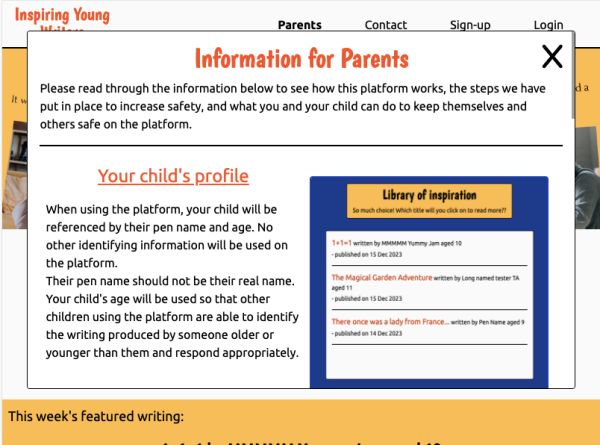 Inspiring Young
Writers
Parents
Contact
Sign-up
Login
Information for Parents
Please read through the information below to see how this platform works, the steps we have
put in place to increase safety, and what you and your child can do to keep themselves and
others safe on the platform.
It w
d a
Your child's profile
When using the platform, your child will be
referenced by their pen name and age. No
other identifying information will be used on
the platform.
Their pen name should not be their real name.
Your child's age will be used so that other
children using the platform are able to identify
the writing produced by someone older or
younger than them and respond appropriately.
Library of inspiration
So much choice! Which title will you click on to read more??
1+1=1 written by MMMMM Yummy Jam aged 10
- published on 15 Dec 2023
The Magical Garden Adventure written by Long named tester TA
aged 11
- published on 15 Dec 2023
There once was a lady from France... written by Pen Name aged 9
- published on 14 Dec 2023
This week's featured writing: